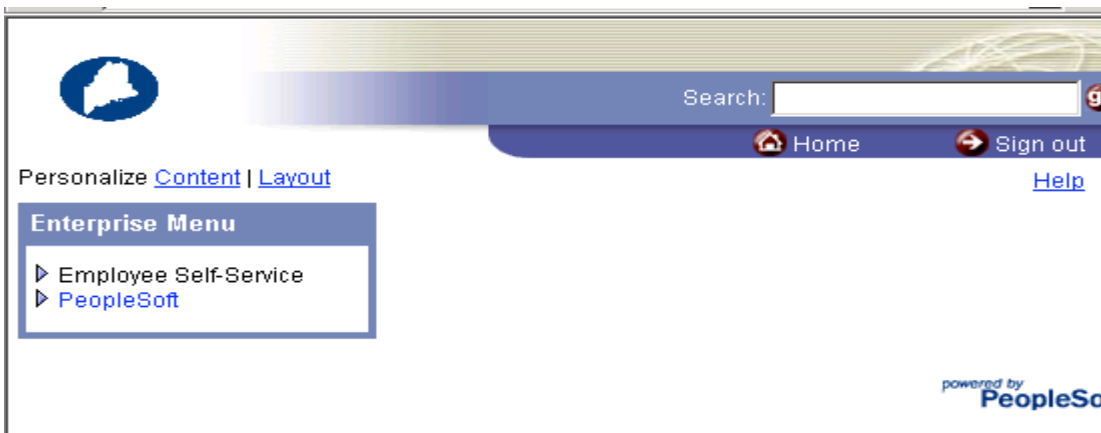 Search:
Home Sign out
Personalize Content | Layout
Help
Enterprise Menu
Employee Self-Service
PeopleSoft
powered by